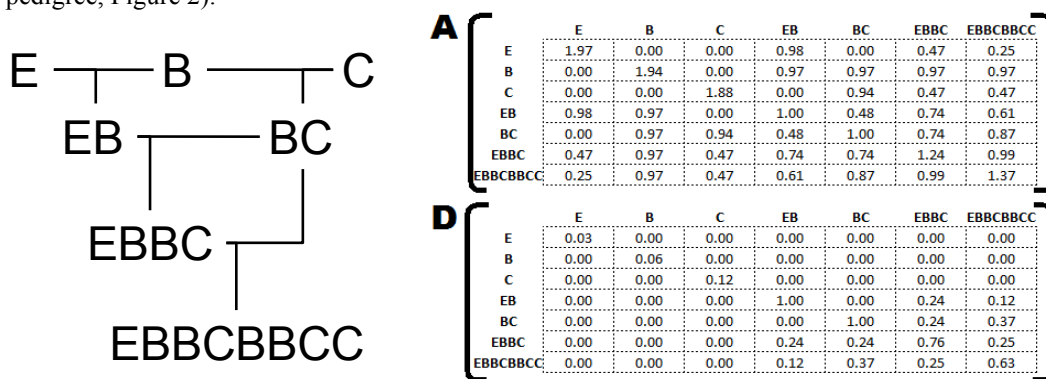 pedigree, Figure 2).
E B C
EB BC
EBBC
EBBCBBCC
A
E B C EB BC EBBC EBBCBBCC
E 1.97 0.00 0.00 0.98 0.00 0.47 0.25
B 0.00 1.94 0.00 0.97 0.97 0.97 0.97
C 0.00 0.00 1.88 0.00 0.94 0.47 0.47
EB 0.98 0.97 0.00 1.00 0.48 0.74 0.61
BC 0.00 0.97 0.94 0.48 1.00 0.74 0.87
EBBC 0.47 0.97 0.47 0.74 0.74 1.24 0.99
EBBCBBCC 0.25 0.97 0.47 0.61 0.87 0.99 1.37
D
E B C EB BC EBBC EBBCBBCC
E 0.03 0.00 0.00 0.00 0.00 0.00 0.00
B 0.00 0.06 0.00 0.00 0.00 0.00 0.00
C 0.00 0.00 0.12 0.00 0.00 0.00 0.00
EB 0.00 0.00 0.00 1.00 0.00 0.24 0.12
BC 0.00 0.00 0.00 0.00 1.00 0.24 0.37
EBBC 0.00 0.00 0.00 0.24 0.24 0.76 0.25
EBBCBBCC 0.00 0.00 0.00 0.12 0.37 0.25 0.63